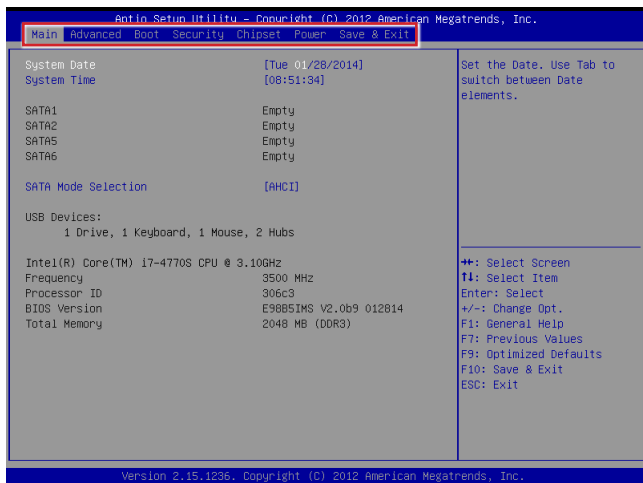 Aptio Setup Utility – Copyright (C) 2012 American Megatrends, Inc.
Main Advanced Boot Security Chipset Power Save & Exit
System Date [Tue 01/28/2014]
System Time [08:51:34]
SATA1 Empty
SATA2 Empty
SATA5 Empty
SATA6 Empty
SATA Mode Selection [AHCI]
USB Devices:
1 Drive, 1 Keyboard, 1 Mouse, 2 Hubs
Intel(R) Core(TM) i7-4770S CPU @ 3.10GHz
Frequency 3500 MHz
Processor ID 306c3
BIOS Version E98B5IMS V2.0b9 012814
Total Memory 2048 MB (DDR3)
Set the Date. Use Tab to
switch between Date
elements.
→←: Select Screen
↑↓: Select Item
Enter: Select
+/-: Change Opt.
F1: General Help
F7: Previous Values
F9: Optimized Defaults
F10: Save & Exit
ESC: Exit
Version 2.15.1236. Copyright (C) 2012 American Megatrends, Inc.